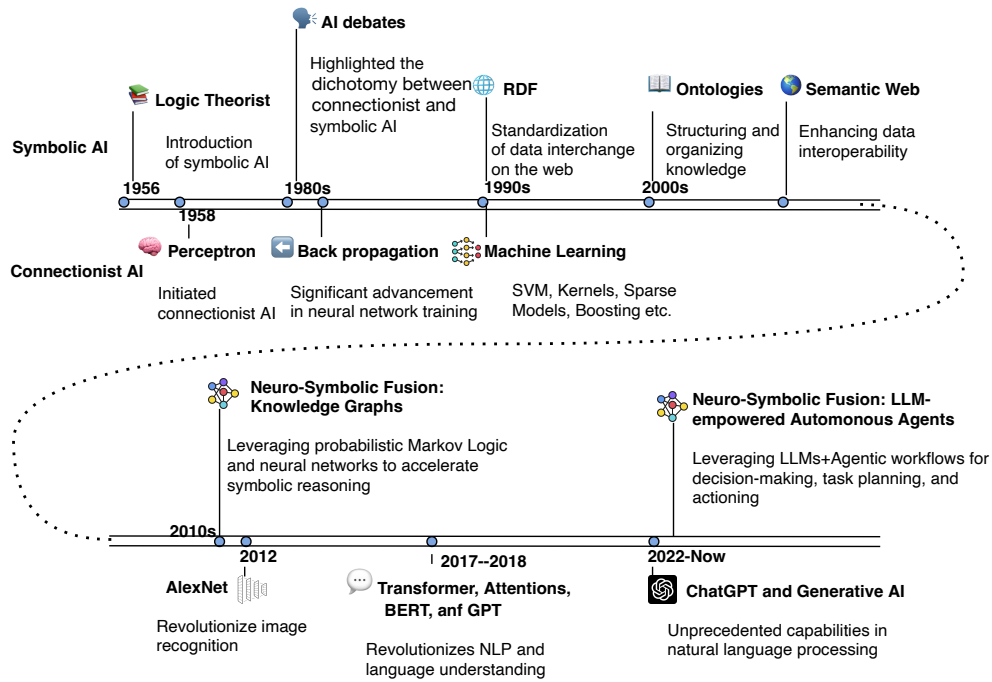 AI debates
Highlighted the
dichotomy between
connectionist and
symbolic AI
Logic Theorist
Introduction
of symbolic AI
RDF
Standardization
of data interchange
on the web
Ontologies
Structuring and
organizing
knowledge
Semantic Web
Enhancing data
interoperability
Symbolic AI
1956
1980s
1990s
2000s
1958
Connectionist AI
Perceptron
Initiated
connectionist AI
Back propagation
Significant advancement
in neural network training
Machine Learning
SVM, Kernels, Sparse
Models, Boosting etc.
Neuro-Symbolic Fusion:
Knowledge Graphs
Leveraging probabilistic Markov Logic
and neural networks to accelerate
symbolic reasoning
Neuro-Symbolic Fusion: LLM-
empowered Automonous Agents
Leveraging LLMs+Agentic workflows for
decision-making, task planning, and
actioning
2010s
2012
2017--2018
2022-Now
AlexNet
Revolutionize image
recognition
Transformer, Attentions,
BERT, anf GPT
Revolutionizes NLP and
language understanding
ChatGPT and Generative AI
Unprecedented capabilities in
natural language processing